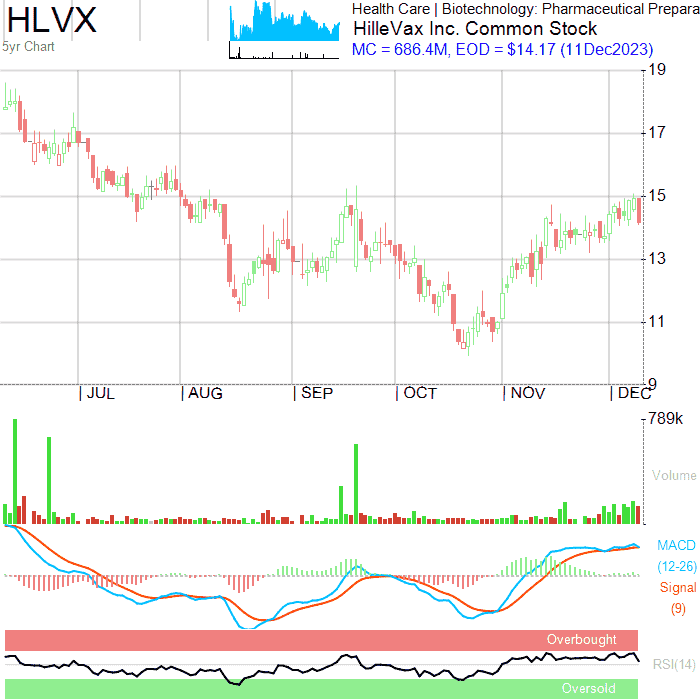 HLVX
5yr Chart
Health Care | Biotechnology: Pharmaceutical Prepara
HilleVax Inc. Common Stock
MC = 686.4M, EOD = $14.17 (11Dec2023)
19
17
15
13
11
9
JUL AUG SEP OCT NOV DEC
789k
Volume
MACD
(12-26)
Signal
(9)
Overbought
RSI(14)
Oversold